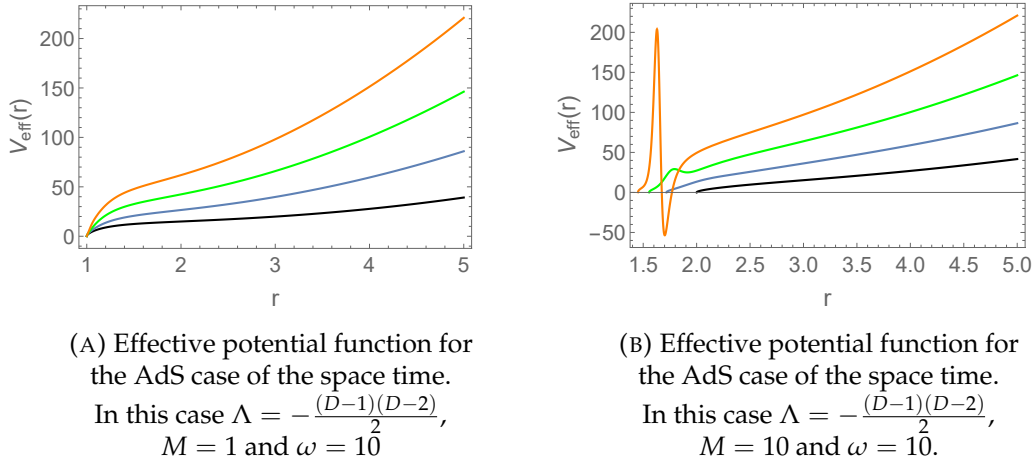 200
150
100
50
0
V_eff(r)
1 2 3 4 5
r
200
150
100
50
0
-50
V_eff(r)
1.5 2.0 2.5 3.0 3.5 4.0 4.5 5.0
r
(A) Effective potential function for
the AdS case of the space time.
In this case Λ = −(D−1)(D−2)/2,
M = 1 and ω = 10
(B) Effective potential function for
the AdS case of the space time.
In this case Λ = −(D−1)(D−2)/2,
M = 10 and ω = 10.